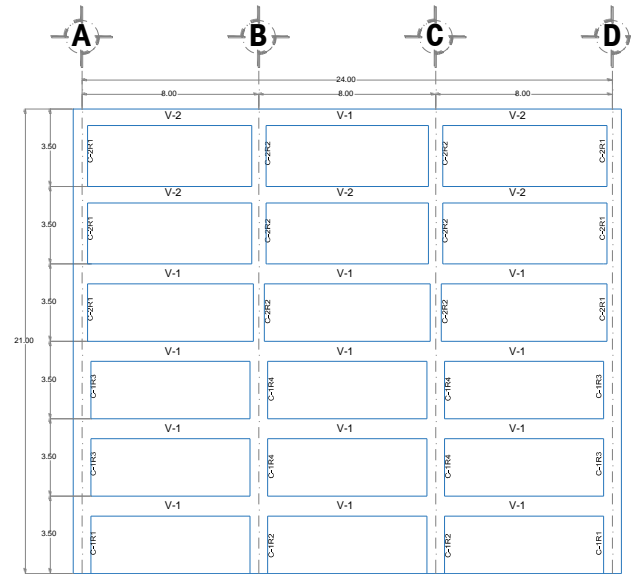 A B C D
24.00
8.00 8.00 8.00
V-2 V-1 V-2
3.50 C-2R1 C-2R2 C-2R2 C-2R1
V-2 V-2 V-2
3.50 C-2R1 C-2R2 C-2R2 C-2R1
V-1 V-1 V-1
3.50 C-2R1 C-2R2 C-2R2 C-2R1
21.00
V-1 V-1 V-1
3.50 C-1R3 C-1R4 C-1R4 C-1R3
V-1 V-1 V-1
3.50 C-1R3 C-1R4 C-1R4 C-1R3
V-1 V-1 V-1
3.50 C-1R1 C-1R2 C-1R2 C-1R1